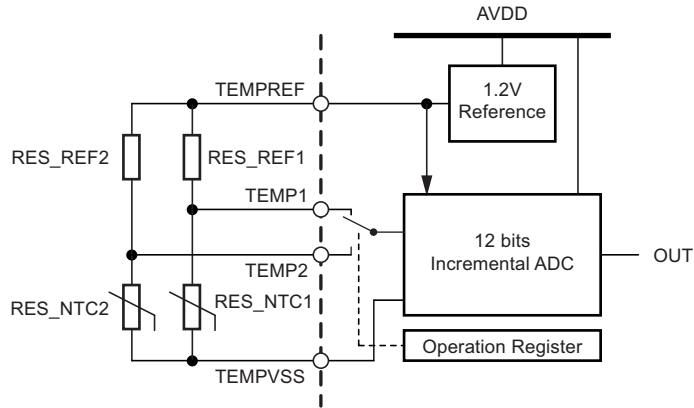 AVDD
TEMPREF
1.2V
Reference
RES_REF2
RES_REF1
TEMP1
12 bits
Incremental ADC
OUT
TEMP2
RES_NTC2
RES_NTC1
Operation Register
TEMPVSS